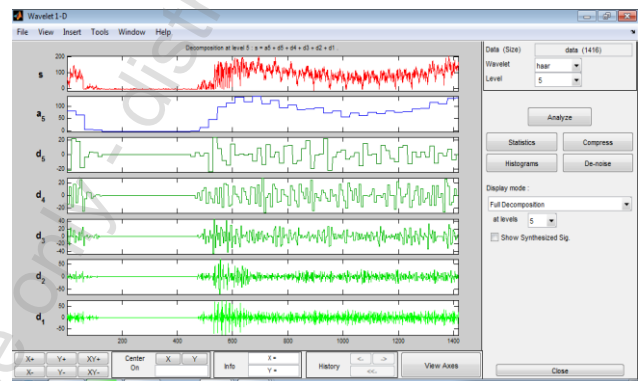 Wavelet 1-D
File View Insert Tools Window Help
Decomposition at level 5 : s = a5 + d5 + d4 + d3 + d2 + d1 .
s
200
100
0
a5
100
50
0
d5
20
0
-20
d4
20
0
-20
d3
40
20
0
-20
-40
d2
50
0
-50
d1
50
0
-50
200 400 600 800 1000 1200 1400
Data (Size) data (1416)
Wavelet haar
Level 5
Analyze
Statistics Compress
Histograms De-noise
Display mode :
Full Decomposition
at levels 5
Show Synthesized Sig.
X+ Y+ XY+
X- Y- XY-
Center On X Y
Info X = Y =
History <- ->
<<-
View Axes
Close